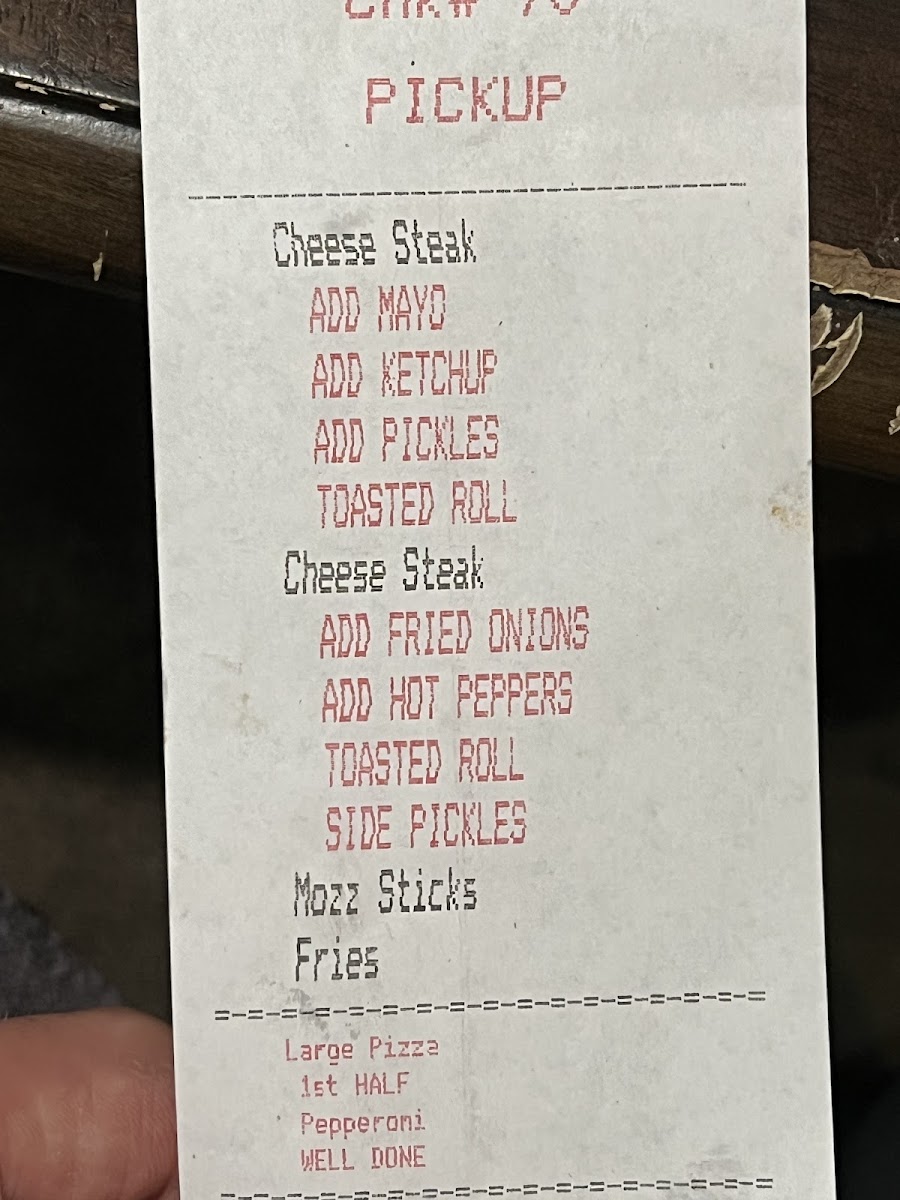 PICKUP
Cheese Steak
ADD MAYO
ADD KETCHUP
ADD PICKLES
TOASTED ROLL
Cheese Steak
ADD FRIED ONIONS
ADD HOT PEPPERS
TOASTED ROLL
SIDE PICKLES
Mozz Sticks
Fries
=-=-=-=-=-=-=-=-=-=-=-=-=-=-=-=-=
Large Pizza
1st HALF
Pepperoni
WELL DONE
=-=-=-=-=-=-=-=-=-=-=-=-=-=-=-=-=